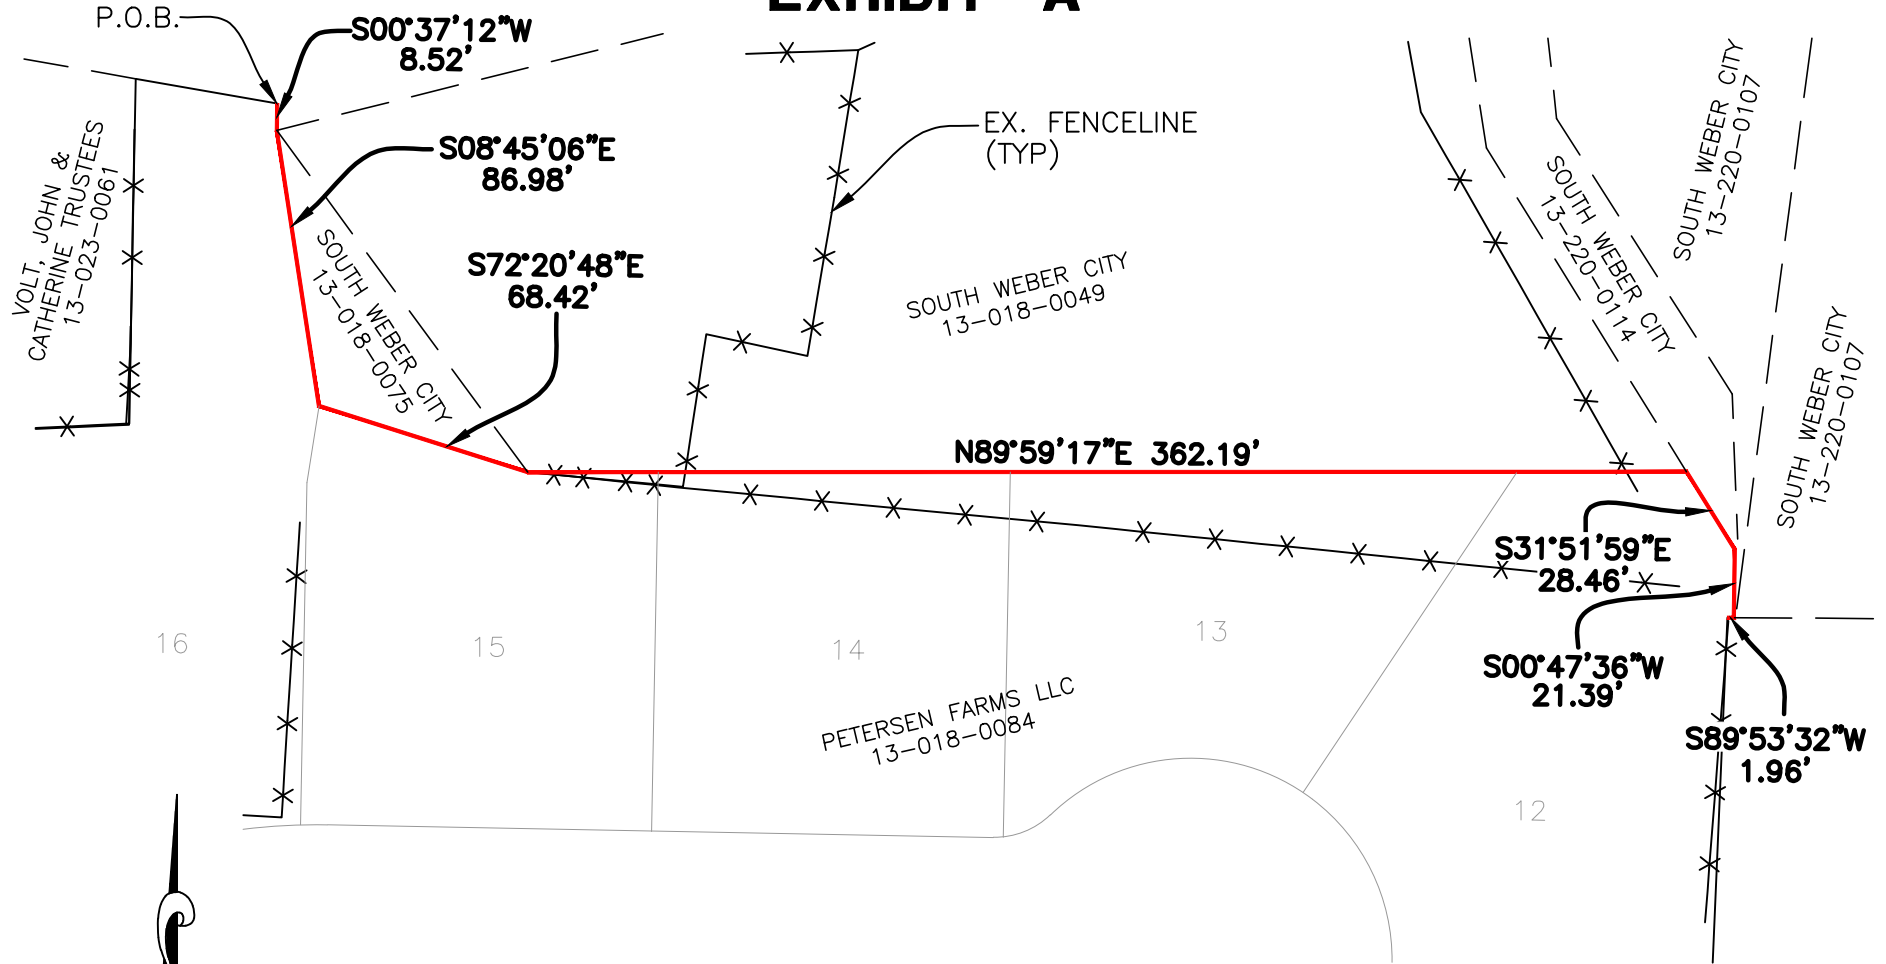 EXHIBIT "A"
P.O.B.
S00°37'12"W
8.52'
S08°45'06"E
86.98'
EX. FENCELINE
(TYP)
VOLT, JOHN &
CATHERINE TRUSTEES
13-023-0061
SOUTH WEBER CITY
13-018-0075
S72°20'48"E
68.42'
SOUTH WEBER CITY
13-018-0049
SOUTH WEBER CITY
13-220-0114
SOUTH WEBER CITY
13-220-0107
SOUTH WEBER CITY
13-220-0107
N89°59'17"E 362.19'
S31°51'59"E
28.46'
S00°47'36"W
21.39'
S89°53'32"W
1.96'
16
15
14
13
12
PETERSEN FARMS LLC
13-018-0084